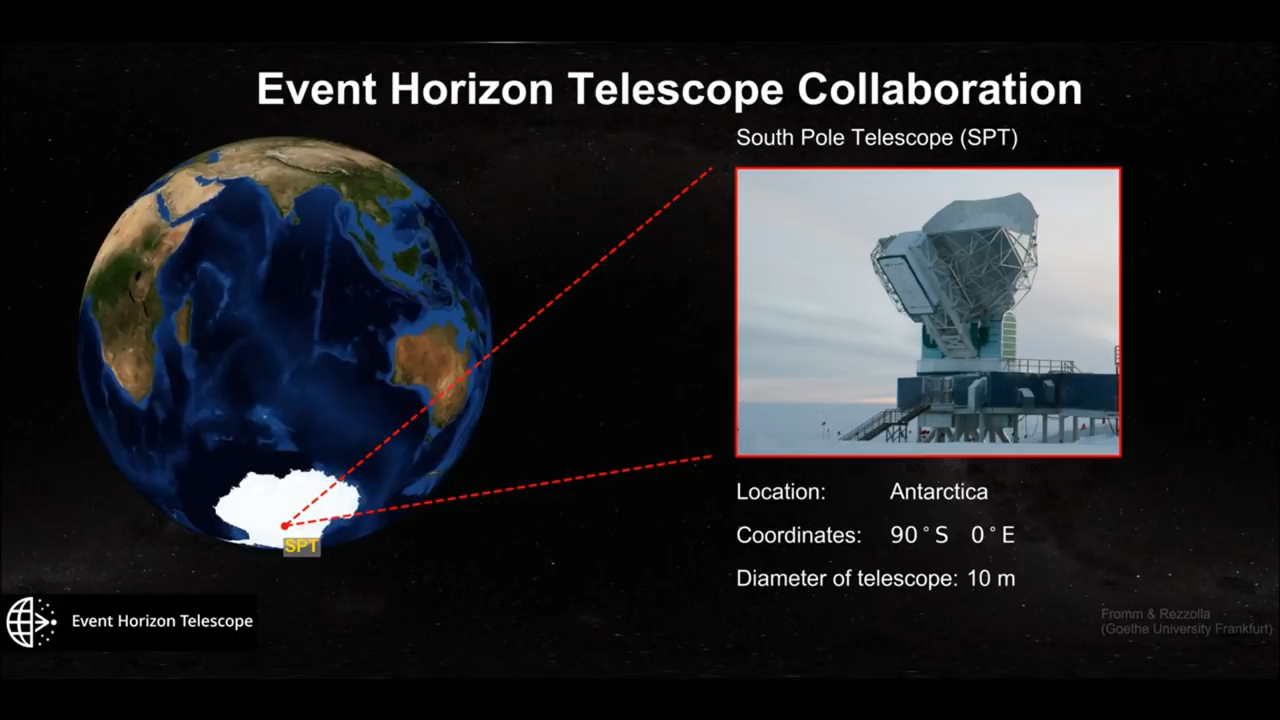 Event Horizon Telescope Collaboration
South Pole Telescope (SPT)
SPT
Location: Antarctica
Coordinates: 90°S 0°E
Diameter of telescope: 10 m
Event Horizon Telescope
Fromm & Rezzolla
(Goethe University Frankfurt)